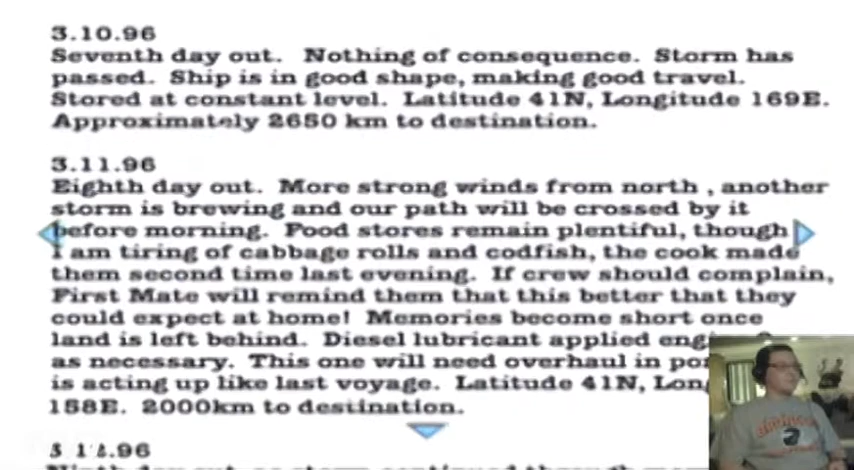 3.10.96
Seventh day out. Nothing of consequence. Storm has
passed. Ship is in good shape, making good travel.
Stored at constant level. Latitude 41N, Longitude 169E.
Approximately 2650 km to destination.
3.11.96
Eighth day out. More strong winds from north , another
storm is brewing and our path will be crossed by it
before morning. Food stores remain plentiful, though
I am tiring of cabbage rolls and codfish, the cook made
them second time last evening. If crew should complain,
First Mate will remind them that this better that they
could expect at home! Memories become short once
land is left behind. Diesel lubricant applied
as necessary. This one will need overhaul in
is acting up like last voyage. Latitude 41N,
158E. 2000km to destination.
3 12.96
Ninth day out,